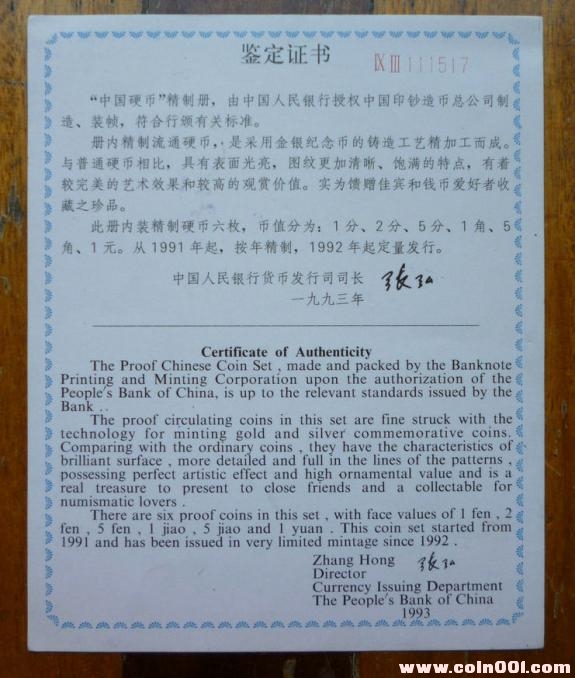 鉴定证书
ⅨⅢ 111517
“中国硬币”精制册，由中国人民银行授权中国印钞造币总公司制
造、装帧，符合行颁有关标准。
册内精制流通硬币，是采用金银纪念币的铸造工艺精加工而成。
与普通硬币相比，具有表面光亮，图纹更加清晰、饱满的特点，有着
较完美的艺术效果和较高的观赏价值。实为馈赠佳宾和钱币爱好者收
藏之珍品。
此册内装精制硬币六枚，币值分为：1分、2分、5分、1角、5
角、1元。从1991年起，按年精制，1992年起定量发行。
中国人民银行货币发行司司长 张弘
一九九三年
Certificate of Authenticity
The Proof Chinese Coin Set , made and packed by the Banknote
Printing and Minting Corporation upon the authorization of the
People's Bank of China, is up to the relevant standards issued by the
Bank . .
The proof circulating coins in this set are fine struck with the
technology for minting gold and silver commemorative coins.
Comparing with the ordinary coins , they have the characteristics of
brilliant surface , more detailed and full in the lines of the patterns ,
possessing perfect artistic effect and high ornamental value and is a
real treasure to present to close friends and a collectable for
numismatic lovers .
There are six proof coins in this set , with face values of 1 fen , 2
fen , 5 fen , 1 jiao , 5 jiao and 1 yuan . This coin set started from
1991 and has been issued in very limited mintage since 1992 .
Zhang Hong 张弘
Director
Currency Issuing Department
The People's Bank of China
1993
www.coin001.com